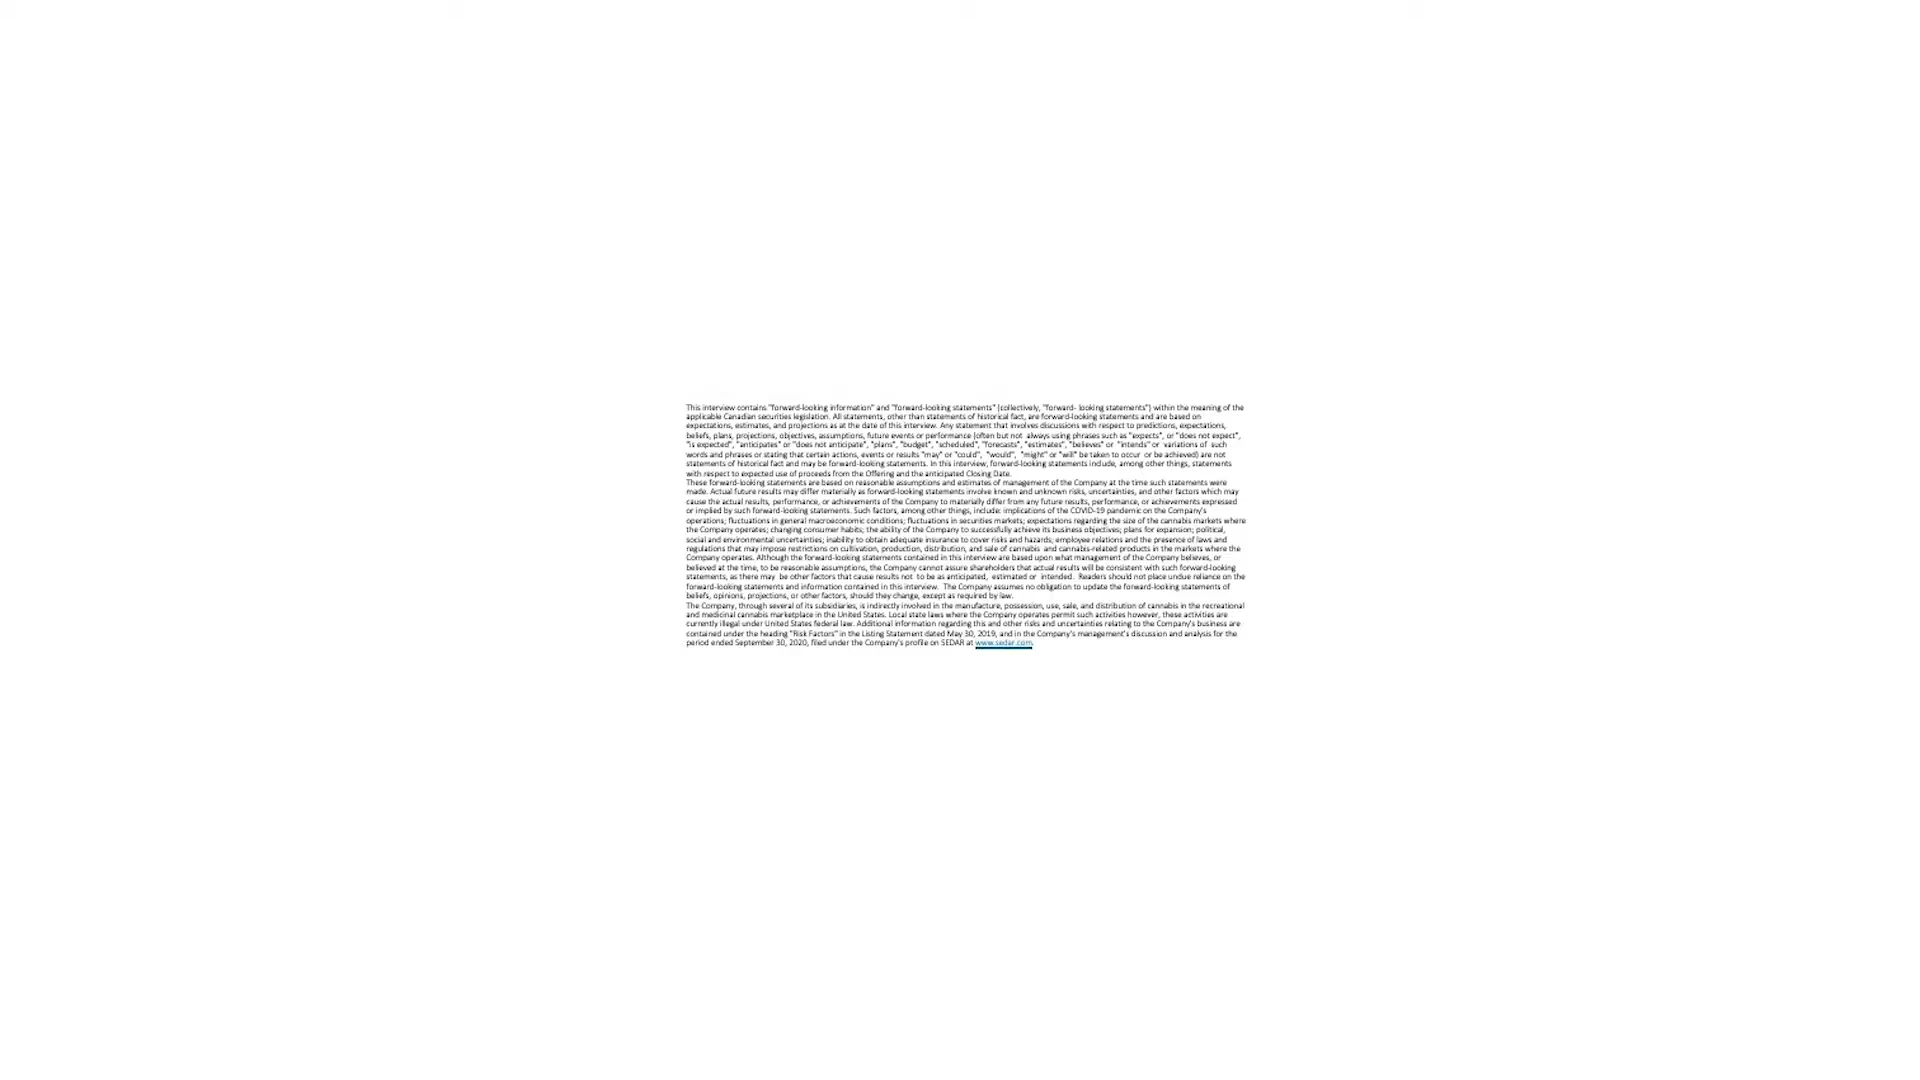 This interview contains "forward-looking information" and "forward-looking statements" (collectively, "forward- looking statements") within the meaning of the
applicable Canadian securities legislation. All statements, other than statements of historical fact, are forward-looking statements and are based on
expectations, estimates, and projections as at the date of this interview. Any statement that involves discussions with respect to predictions, expectations,
beliefs, plans, projections, objectives, assumptions, future events or performance (often but not always using phrases such as "expects", or "does not expect",
"is expected", "anticipates" or "does not anticipate", "plans", "budget", "scheduled", "forecasts", "estimates", "believes" or "intends" or variations of such
words and phrases or stating that certain actions, events or results "may" or "could", "would", "might" or "will" be taken to occur or be achieved) are not
statements of historical fact and may be forward-looking statements. In this interview, forward-looking statements include, among other things, statements
with respect to expected use of proceeds from the Offering and the anticipated Closing Date.
These forward-looking statements are based on reasonable assumptions and estimates of management of the Company at the time such statements were
made. Actual future results may differ materially as forward-looking statements involve known and unknown risks, uncertainties, and other factors which may
cause the actual results, performance, or achievements of the Company to materially differ from any future results, performance, or achievements expressed
or implied by such forward-looking statements. Such factors, among other things, include: implications of the COVID-19 pandemic on the Company's
operations; fluctuations in general macroeconomic conditions; fluctuations in securities markets; expectations regarding the size of the cannabis markets where
the Company operates; changing consumer habits; the ability of the Company to successfully achieve its business objectives; plans for expansion; political,
social and environmental uncertainties; inability to obtain adequate insurance to cover risks and hazards; employee relations and the presence of laws and
regulations that may impose restrictions on cultivation, production, distribution, and sale of cannabis and cannabis-related products in the markets where the
Company operates. Although the forward-looking statements contained in this interview are based upon what management of the Company believes, or
believed at the time, to be reasonable assumptions, the Company cannot assure shareholders that actual results will be consistent with such forward-looking
statements, as there may be other factors that cause results not to be as anticipated, estimated or intended. Readers should not place undue reliance on the
forward-looking statements and information contained in this interview. The Company assumes no obligation to update the forward-looking statements of
beliefs, opinions, projections, or other factors, should they change, except as required by law.
The Company, through several of its subsidiaries, is indirectly involved in the manufacture, possession, use, sale, and distribution of cannabis in the recreational
and medicinal cannabis marketplace in the United States. Local state laws where the Company operates permit such activities however, these activities are
currently illegal under United States federal law. Additional information regarding this and other risks and uncertainties relating to the Company's business are
contained under the heading "Risk Factors" in the Listing Statement dated May 30, 2019, and in the Company's management's discussion and analysis for the
period ended September 30, 2020, filed under the Company's profile on SEDAR at www.sedar.com.